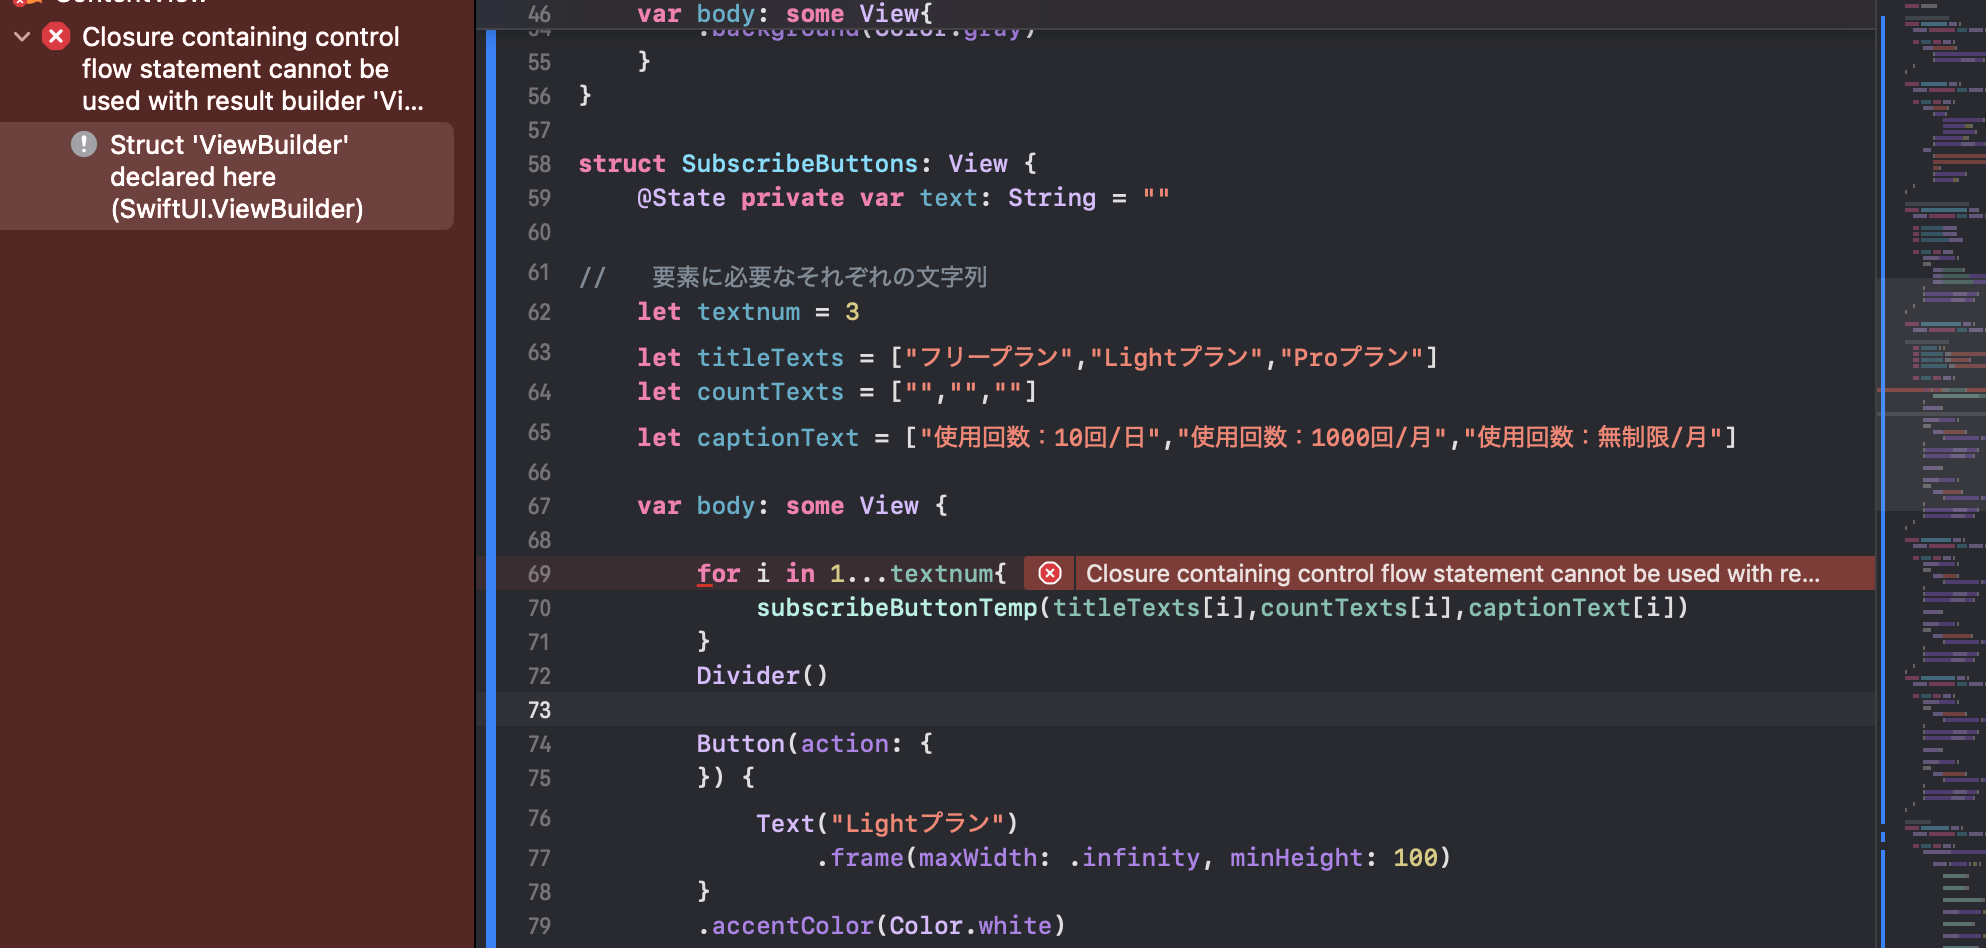 Closure containing control
flow statement cannot be
used with result builder 'Vi...
Struct 'ViewBuilder'
declared here
(SwiftUI.ViewBuilder)
46 var body: some View{
.background(Color.gray)
55 }
56 }
57
58 struct SubscribeButtons: View {
59 @State private var text: String = ""
60
61 // 要素に必要なそれぞれの文字列
62 let textnum = 3
63 let titleTexts = ["フリープラン","Lightプラン","Proプラン"]
64 let countTexts = ["","",""]
65 let captionText = ["使用回数：10回/日","使用回数：1000回/月","使用回数：無制限/月"]
66
67 var body: some View {
68
69 for i in 1...textnum{ Closure containing control flow statement cannot be used with re...
70 subscribeButtonTemp(titleTexts[i],countTexts[i],captionText[i])
71 }
72 Divider()
73
74 Button(action: {
75 }) {
76 Text("Lightプラン")
77 .frame(maxWidth: .infinity, minHeight: 100)
78 }
79 .accentColor(Color.white)